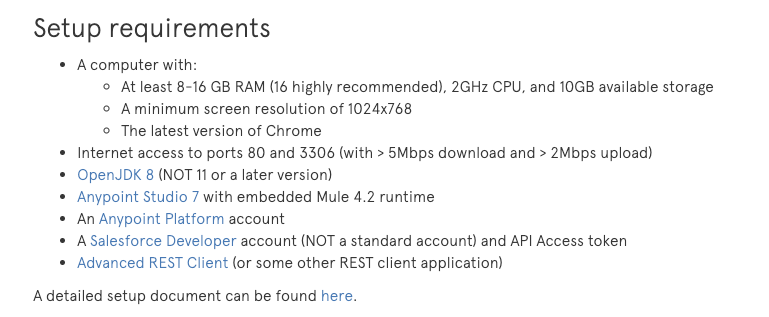 Setup requirements
• A computer with:
◦ At least 8-16 GB RAM (16 highly recommended), 2GHz CPU, and 10GB available storage
◦ A minimum screen resolution of 1024x768
◦ The latest version of Chrome
• Internet access to ports 80 and 3306 (with > 5Mbps download and > 2Mbps upload)
• OpenJDK 8 (NOT 11 or a later version)
• Anypoint Studio 7 with embedded Mule 4.2 runtime
• An Anypoint Platform account
• A Salesforce Developer account (NOT a standard account) and API Access token
• Advanced REST Client (or some other REST client application)
A detailed setup document can be found here.